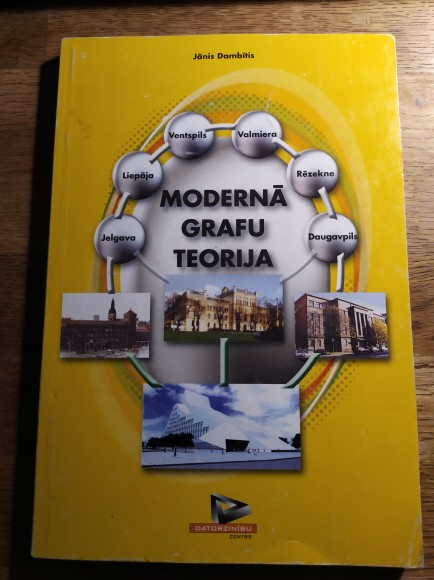 Jānis Dambītis
Ventspils
Valmiera
Liepāja
Rēzekne
MODERNĀ
GRAFU
TEORIJA
Jelgava
Daugavpils
DATORZINĪBU
CENTRS